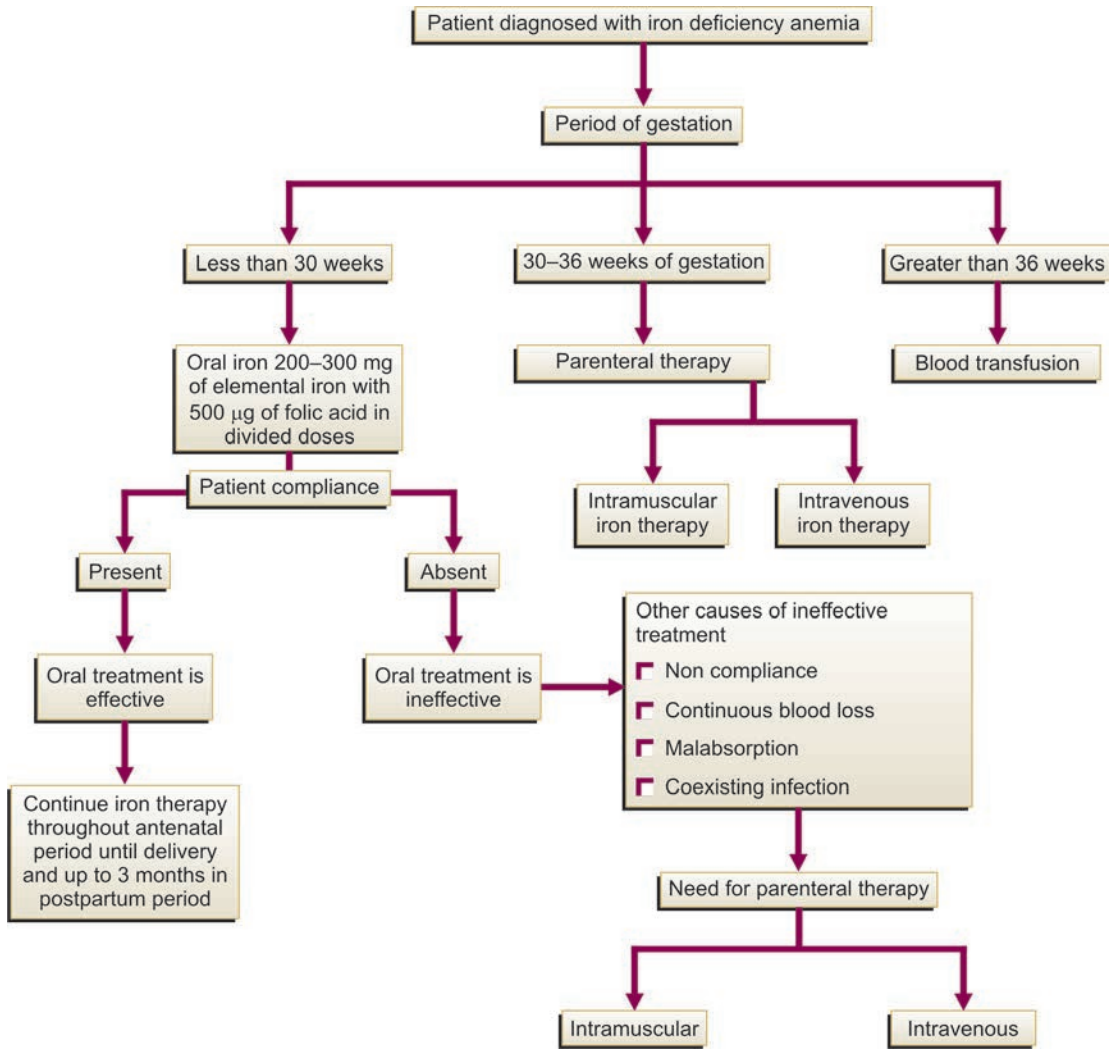 Patient diagnosed with iron deficiency anemia
Period of gestation
Less than 30 weeks
30–36 weeks of gestation
Greater than 36 weeks
Oral iron 200–300 mg
of elemental iron with
500 μg of folic acid in
divided doses
Parenteral therapy
Blood transfusion
Patient compliance
Intramuscular
iron therapy
Intravenous
iron therapy
Present
Absent
Other causes of ineffective
treatment
Non compliance
Continuous blood loss
Malabsorption
Coexisting infection
Oral treatment is
effective
Oral treatment is
ineffective
Continue iron therapy
throughout antenatal
period until delivery
and up to 3 months in
postpartum period
Need for parenteral therapy
Intramuscular
Intravenous